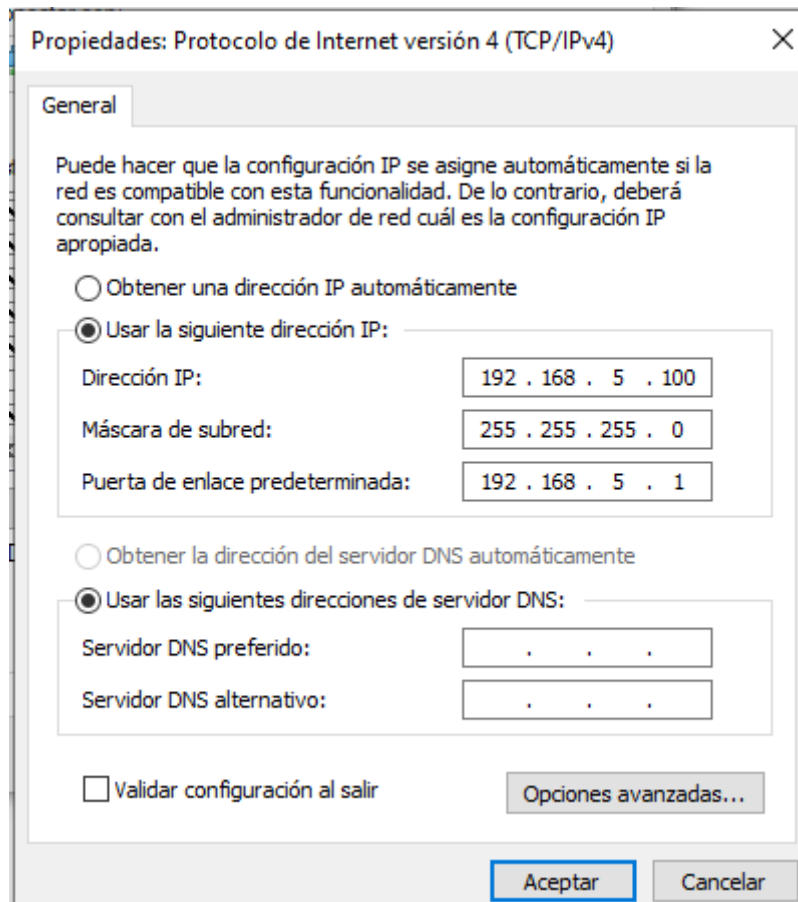 Propiedades: Protocolo de Internet versión 4 (TCP/IPv4)
General
Puede hacer que la configuración IP se asigne automáticamente si la
red es compatible con esta funcionalidad. De lo contrario, deberá
consultar con el administrador de red cuál es la configuración IP
apropiada.
Obtener una dirección IP automáticamente
Usar la siguiente dirección IP:
Dirección IP: 192 . 168 . 5 . 100
Máscara de subred: 255 . 255 . 255 . 0
Puerta de enlace predeterminada: 192 . 168 . 5 . 1
Obtener la dirección del servidor DNS automáticamente
Usar las siguientes direcciones de servidor DNS:
Servidor DNS preferido: . . .
Servidor DNS alternativo: . . .
Validar configuración al salir
Opciones avanzadas...
Aceptar Cancelar